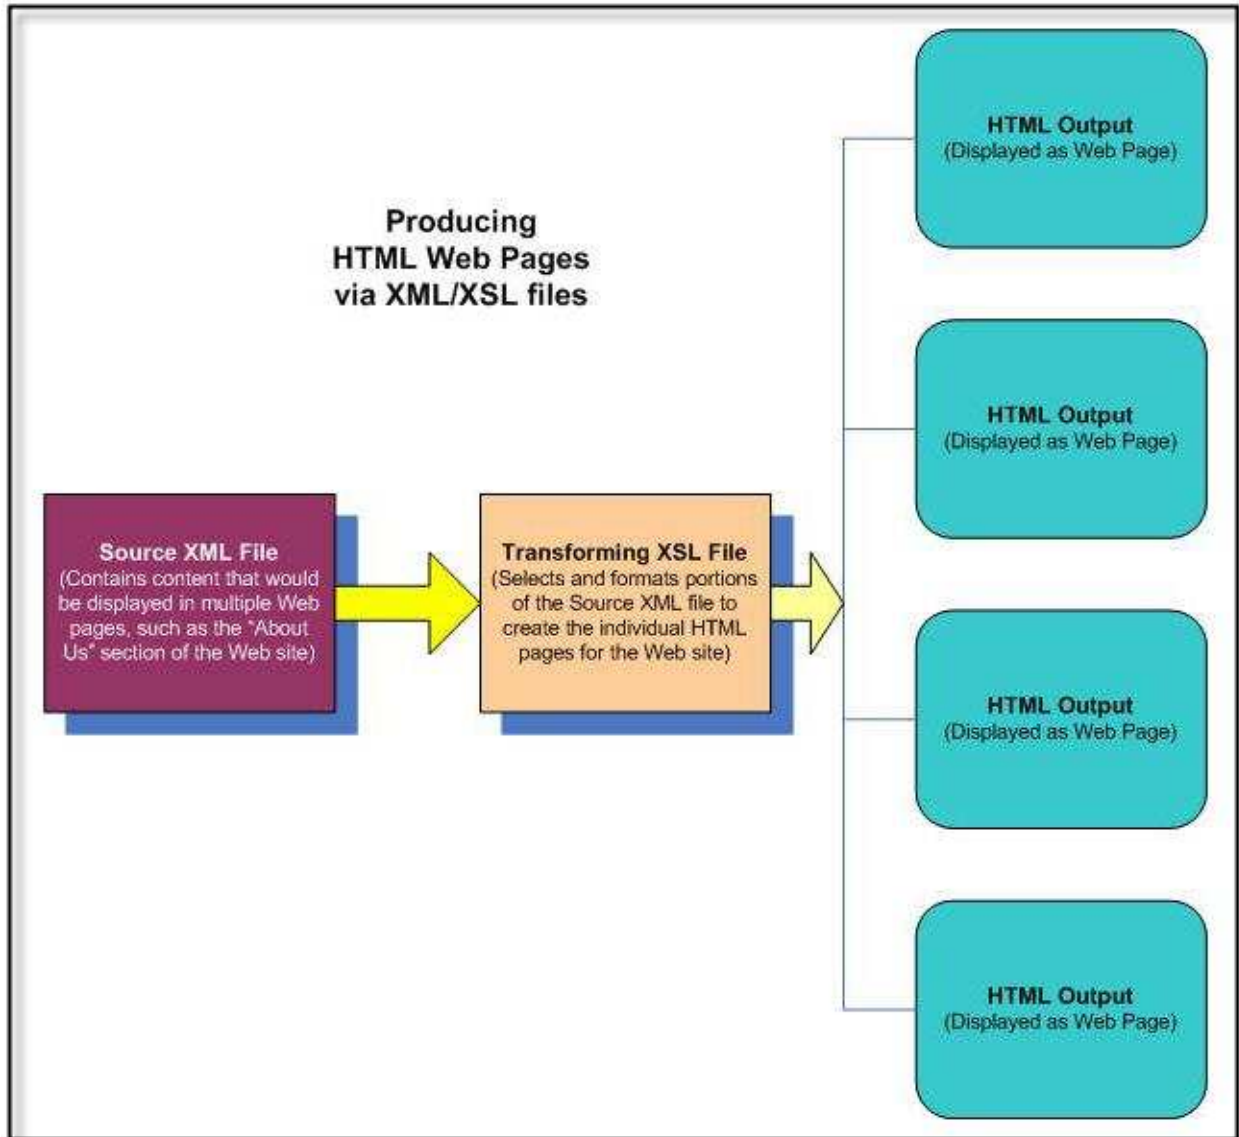 Producing
HTML Web Pages
via XML/XSL files
Source XML File
(Contains content that would
be displayed in multiple Web
pages, such as the "About
Us" section of the Web site)
Transforming XSL File
(Selects and formats portions
of the Source XML file to
create the individual HTML
pages for the Web site)
HTML Output
(Displayed as Web Page)
HTML Output
(Displayed as Web Page)
HTML Output
(Displayed as Web Page)
HTML Output
(Displayed as Web Page)